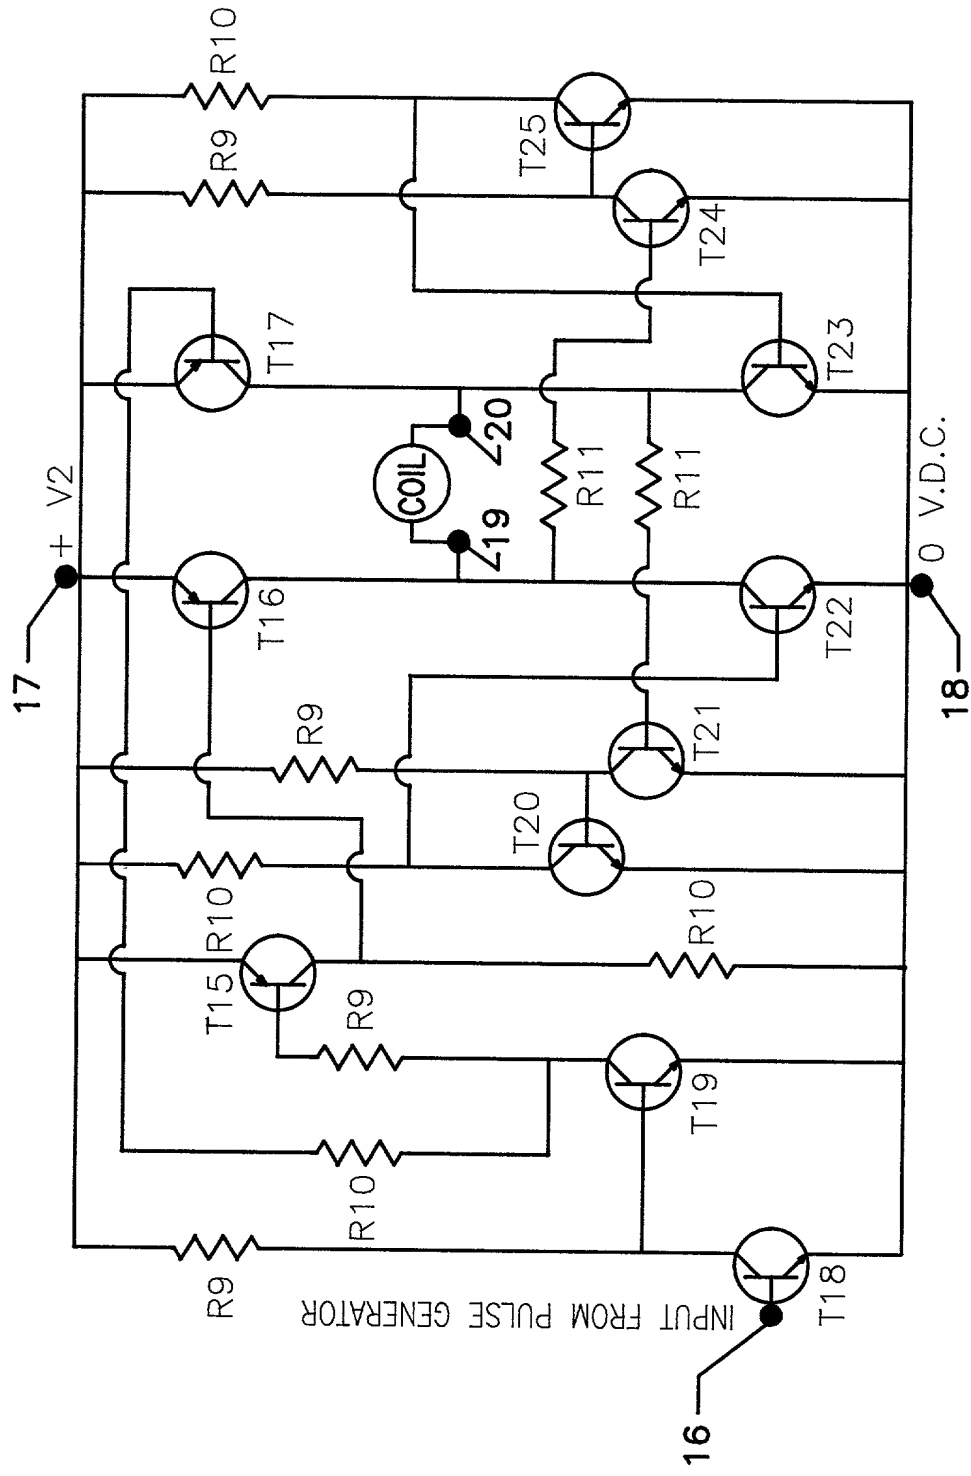 17
+ V2
R9
R10
T15
R10
R9
T16
T17
R9
R10
R10
R9
COIL
19
20
R11
R11
T20
T21
T24
T25
R10
T19
T22
T23
T18
INPUT FROM PULSE GENERATOR
16
18
0 V.D.C.